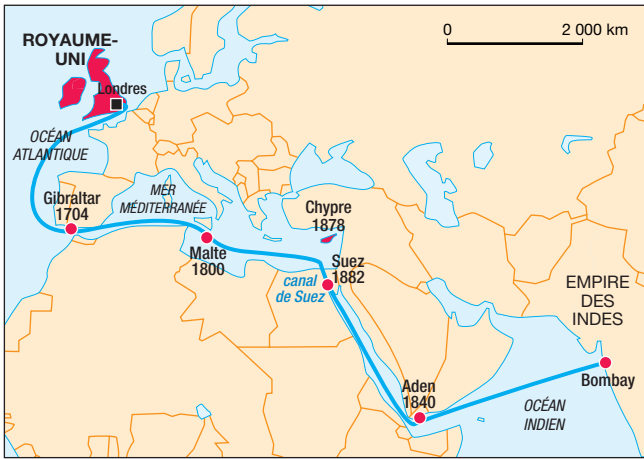 0 2 000 km
ROYAUME-
UNI
Londres
OCÉAN
ATLANTIQUE
MER
MÉDITERRANÉE
Gibraltar
1704
Malte
1800
Chypre
1878
Suez
1882
canal
de Suez
EMPIRE
DES
INDES
Bombay
Aden
1840
OCÉAN
INDIEN